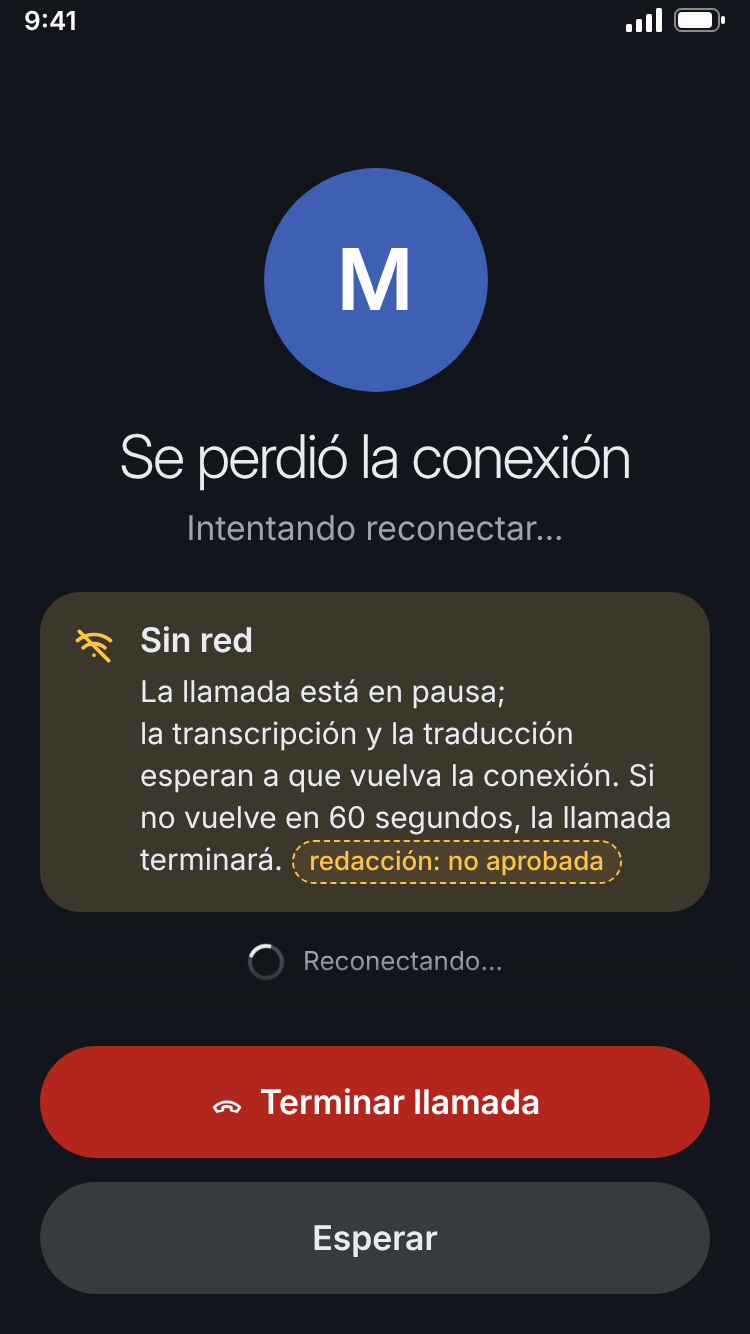 9:41
M
Se perdió la conexión
Intentando reconectar...
Sin red
La llamada está en pausa;
la transcripción y la traducción
esperan a que vuelva la conexión. Si
no vuelve en 60 segundos, la llamada
terminará. redacción: no aprobada
Reconectando...
Terminar llamada
Esperar